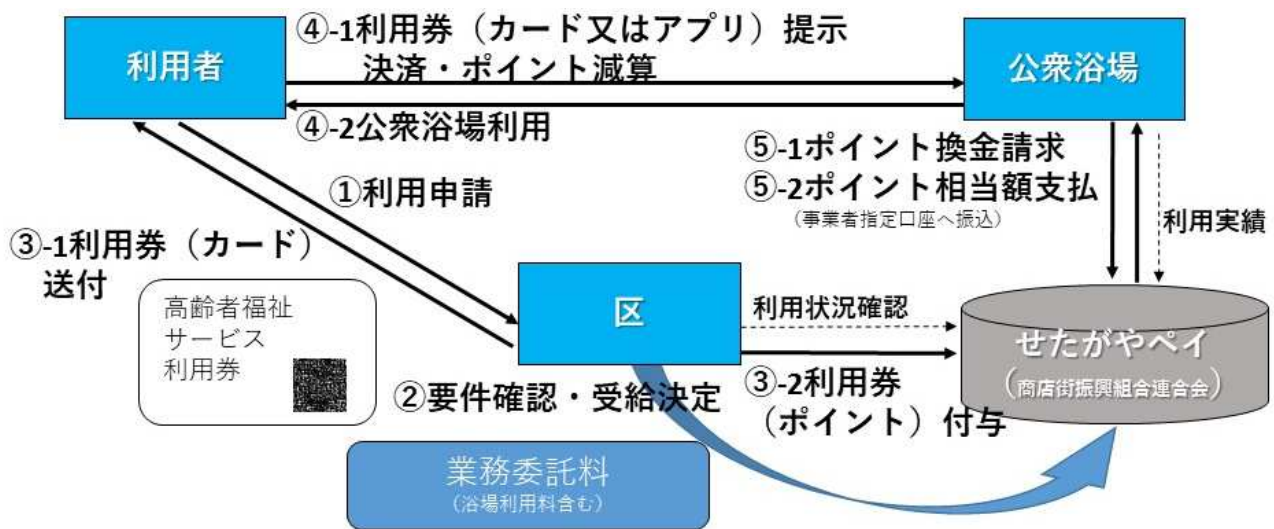 ④-1利用券（カード又はアプリ）提示
決済・ポイント減算
利用者
公衆浴場
④-2公衆浴場利用
⑤-1ポイント換金請求
⑤-2ポイント相当額支払
（事業者指定口座へ振込）
利用実績
①利用申請
③-1利用券（カード）
送付
高齢者福祉
サービス
利用券
区
利用状況確認
せたがやペイ
（商店街振興組合連合会）
②要件確認・受給決定
③-2利用券
（ポイント）付与
業務委託料
（浴場利用料含む）